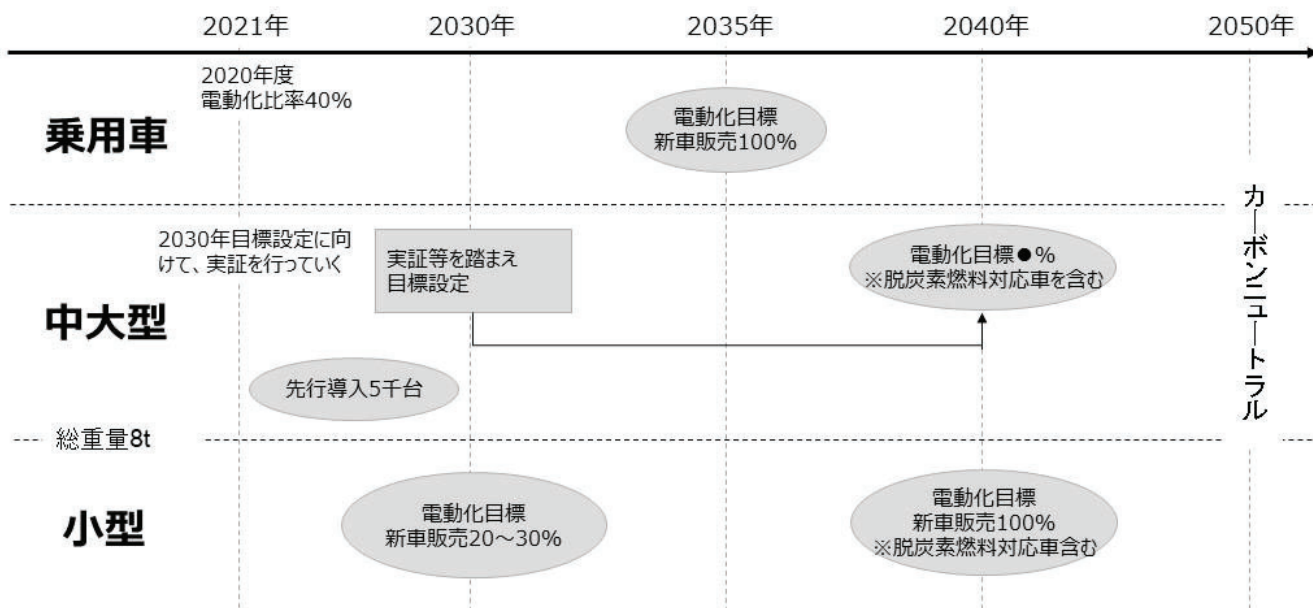 2021年
2030年
2035年
2040年
2050年
2020年度
電動化比率40%
乗用車
電動化目標
新車販売100%
2030年目標設定に向
けて、実証を行っていく
実証等を踏まえ
目標設定
電動化目標●%
※脱炭素燃料対応車を含む
中大型
先行導入5千台
総重量8t
小型
電動化目標
新車販売20～30%
電動化目標
新車販売100%
※脱炭素燃料対応車含む
カーボンニュートラル